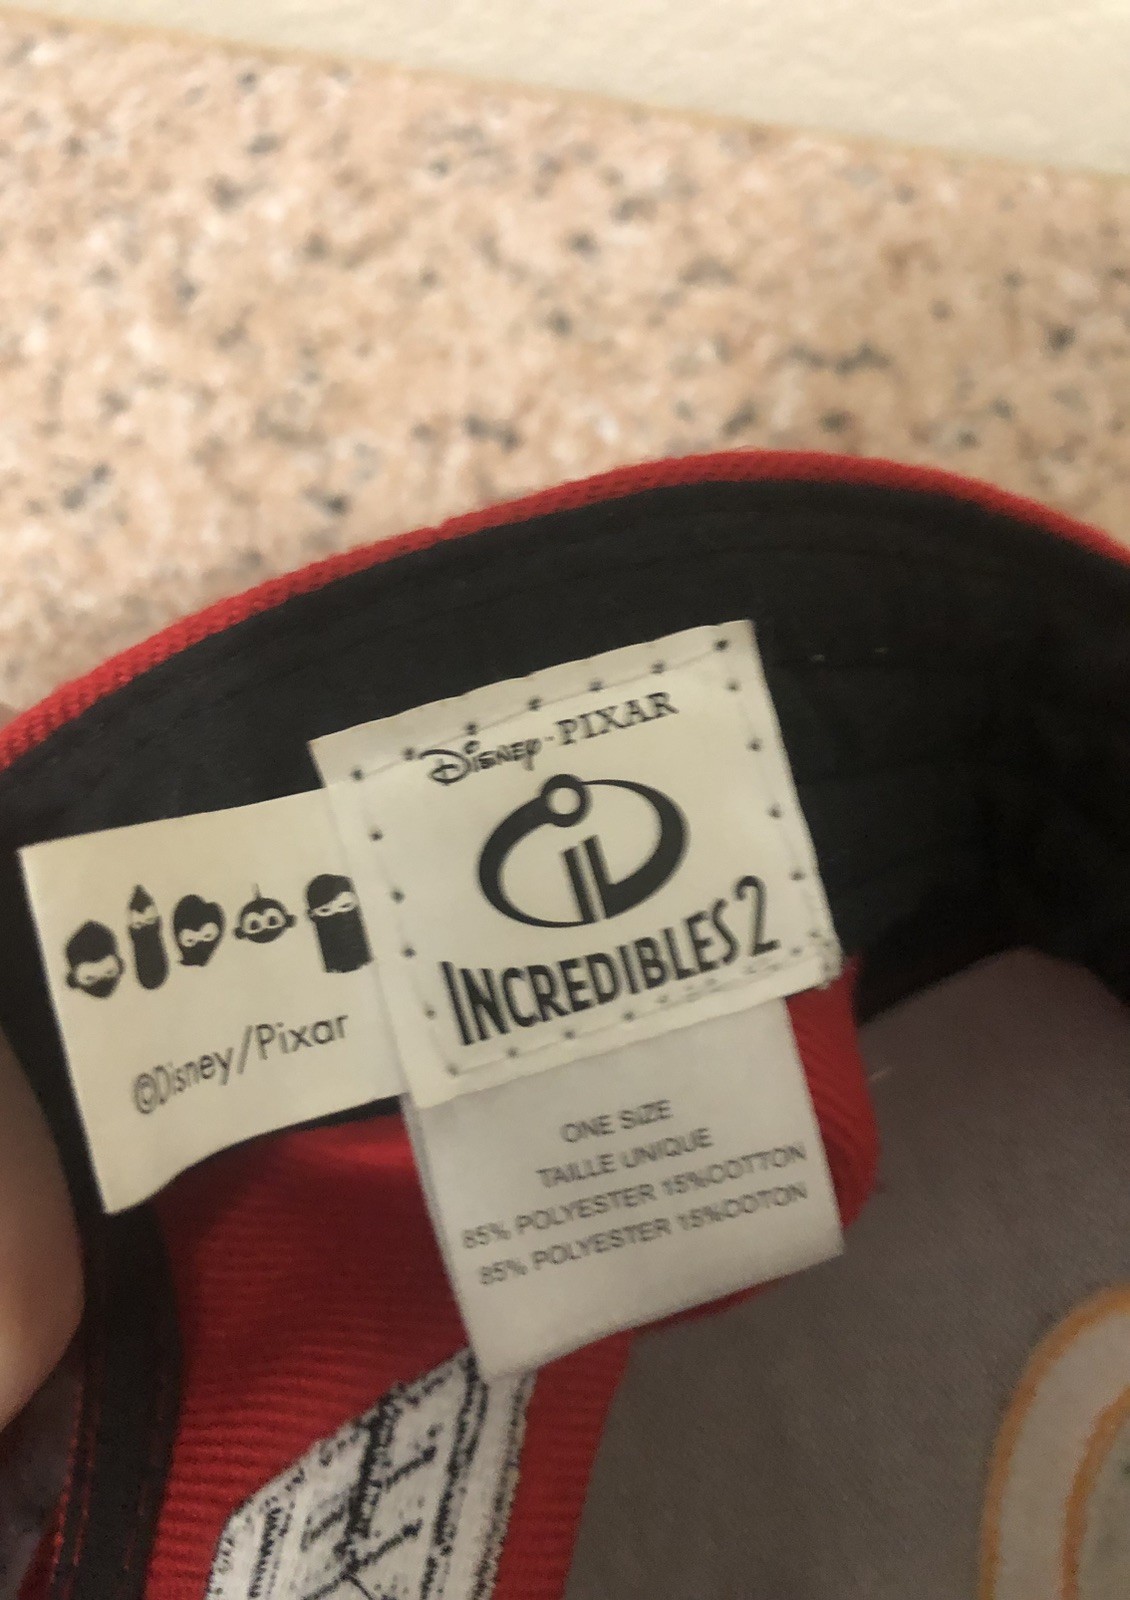 Disney·PIXAR
INCREDIBLES 2
©Disney/Pixar
ONE SIZE
TAILLE UNIQUE
85% POLYESTER 15%COTTON
85% POLYESTER 15%COTON